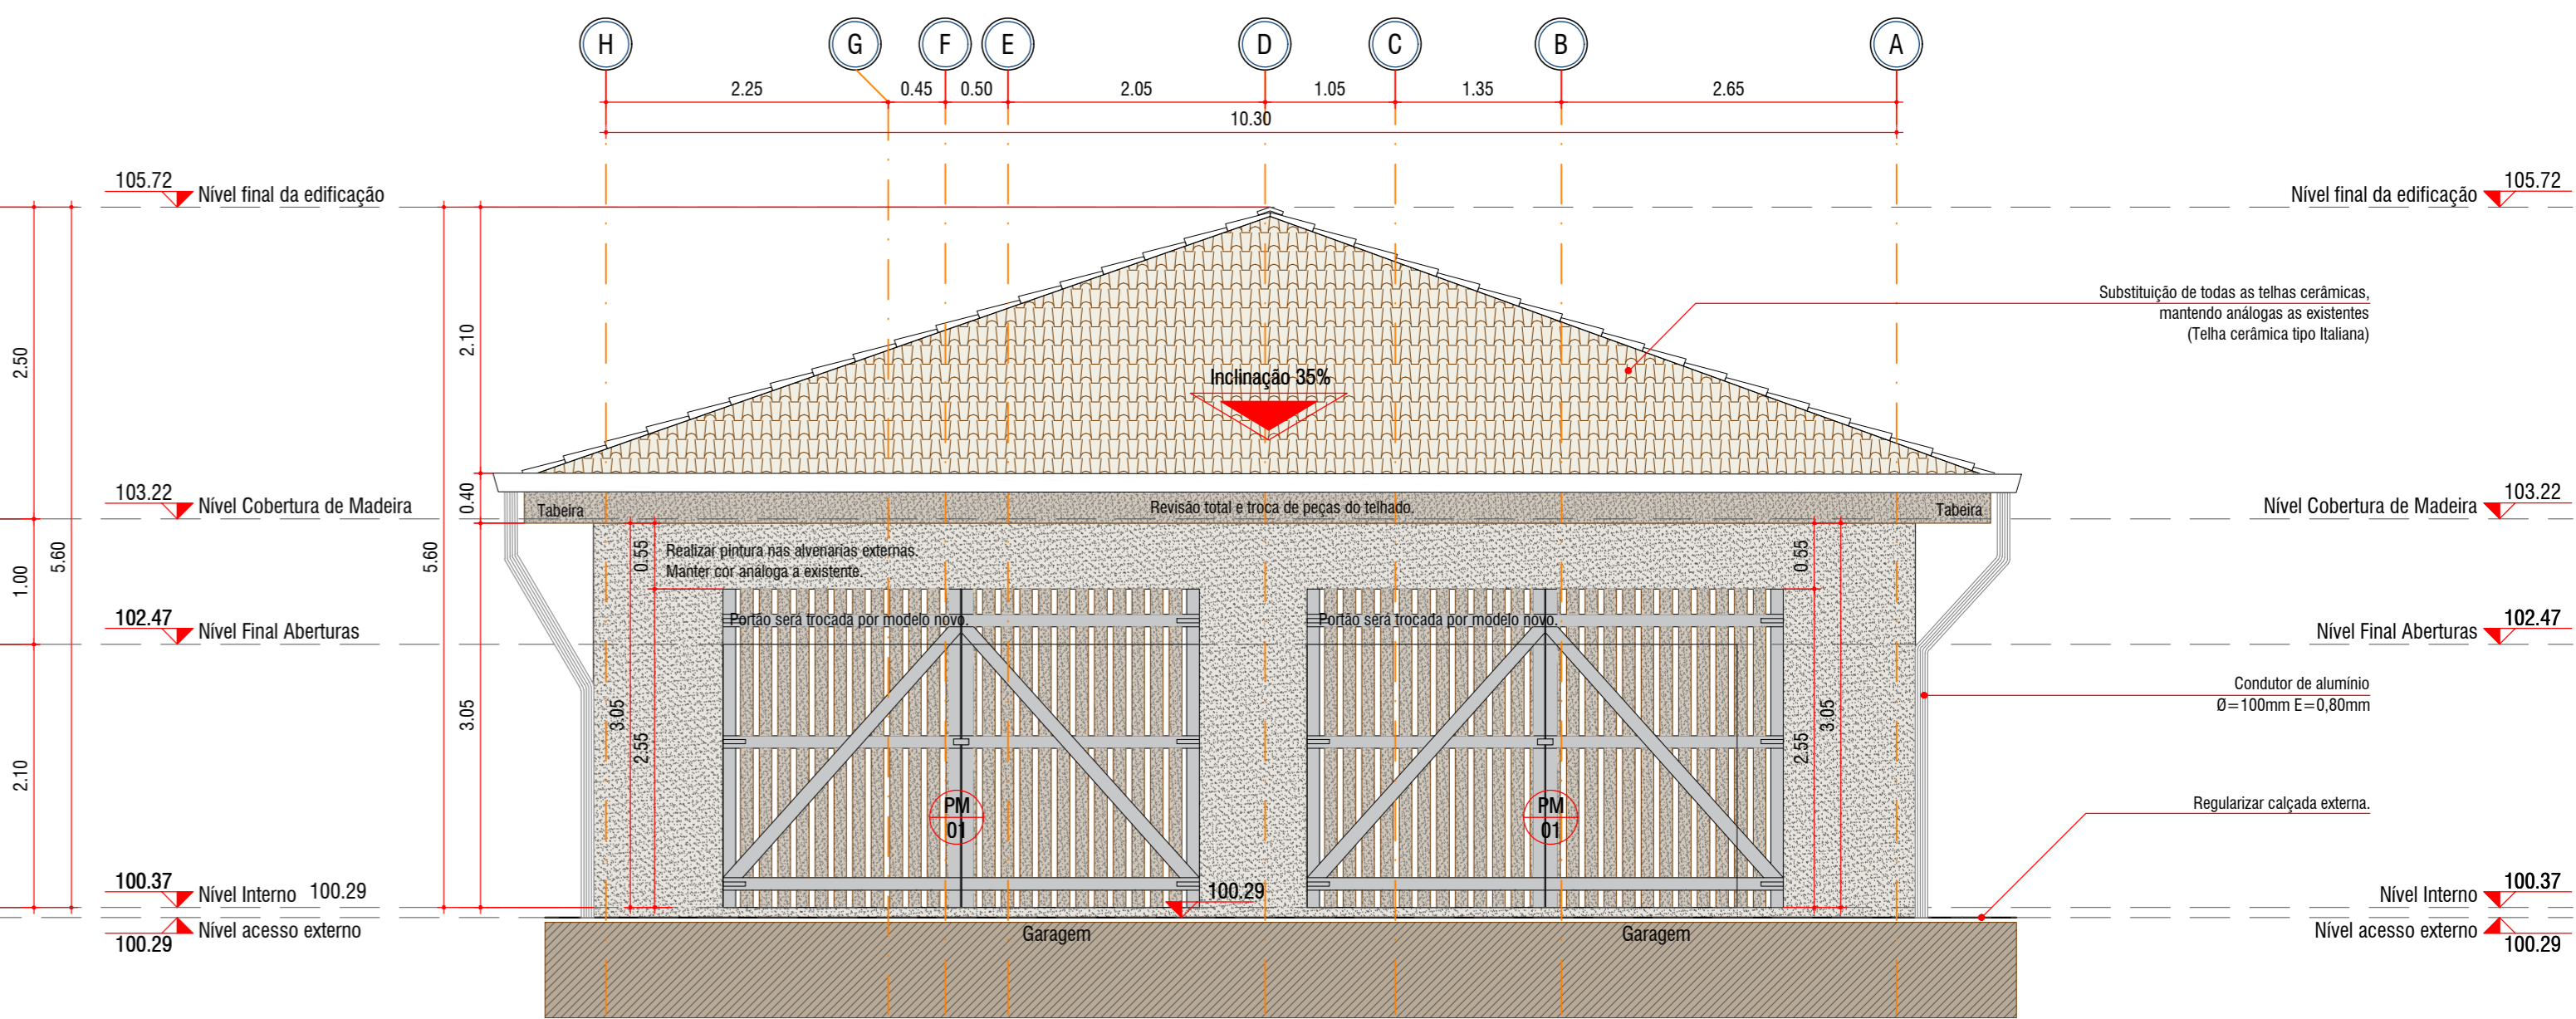 H
G
F
E
D
C
B
A
2.25
0.45
0.50
2.05
1.05
1.35
2.65
10.30
105.72
Nível final da edificação
Nível final da edificação
105.72
Substituição de todas as telhas cerâmicas,
mantendo análogas as existentes
(Telha cerâmica tipo Italiana)
2.50
2.10
Inclinação 35%
103.22
Nível Cobertura de Madeira
0.40
Tabeira
Revisão total e troca de peças do telhado.
Tabeira
Nível Cobertura de Madeira
103.22
1.00
5.60
5.60
0.55
Realizar pintura nas alvenarias externas.
Manter cor análoga a existente.
0.55
102.47
Nível Final Aberturas
Portão será trocada por modelo novo.
Portão será trocada por modelo novo.
Nível Final Aberturas
102.47
Condutor de alumínio
Ø=100mm E=0,80mm
2.10
3.05
3.05
2.55
2.55
3.05
PM
01
PM
01
Regularizar calçada externa.
100.37
Nível Interno
100.29
100.29
Nível Interno
100.37
Nível acesso externo
100.29
Garagem
Garagem
Nível acesso externo
100.29